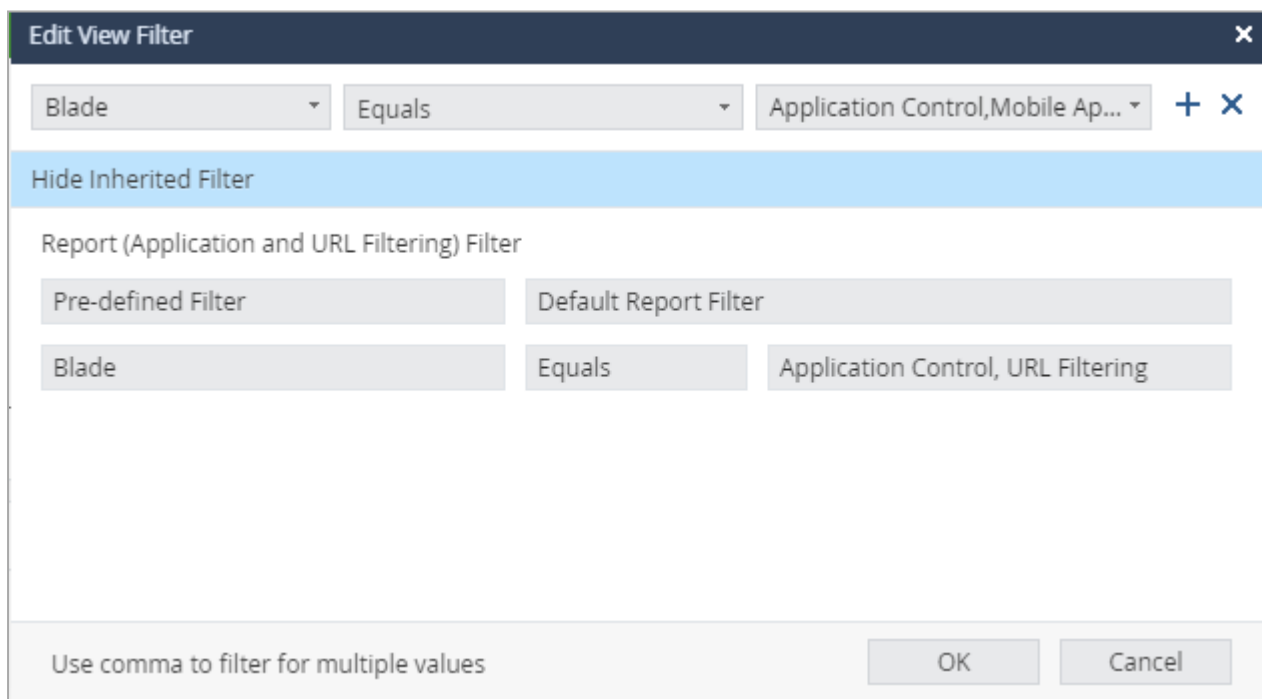 Edit View Filter
Blade Equals Application Control,Mobile Ap...
Hide Inherited Filter
Report (Application and URL Filtering) Filter
Pre-defined Filter Default Report Filter
Blade Equals Application Control, URL Filtering
Use comma to filter for multiple values OK Cancel